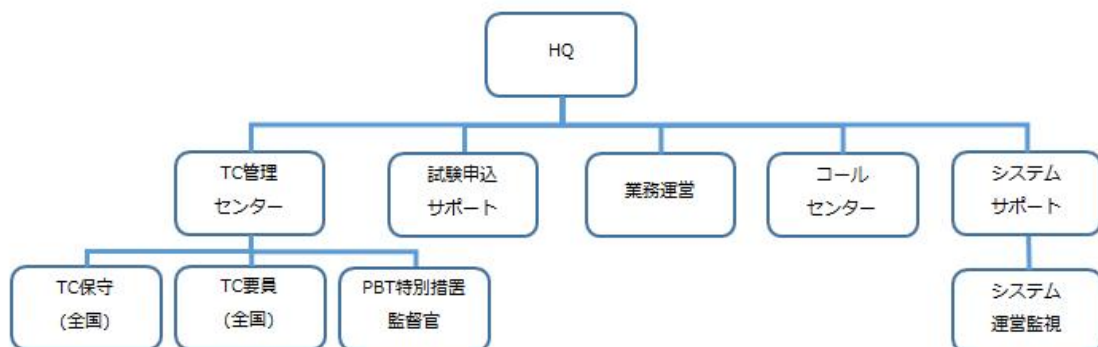 HQ
TC管理
センター
試験申込
サポート
業務運営
コール
センター
システム
サポート
TC保守
(全国)
TC要員
(全国)
PBT特別措置
監督官
システム
運営監視